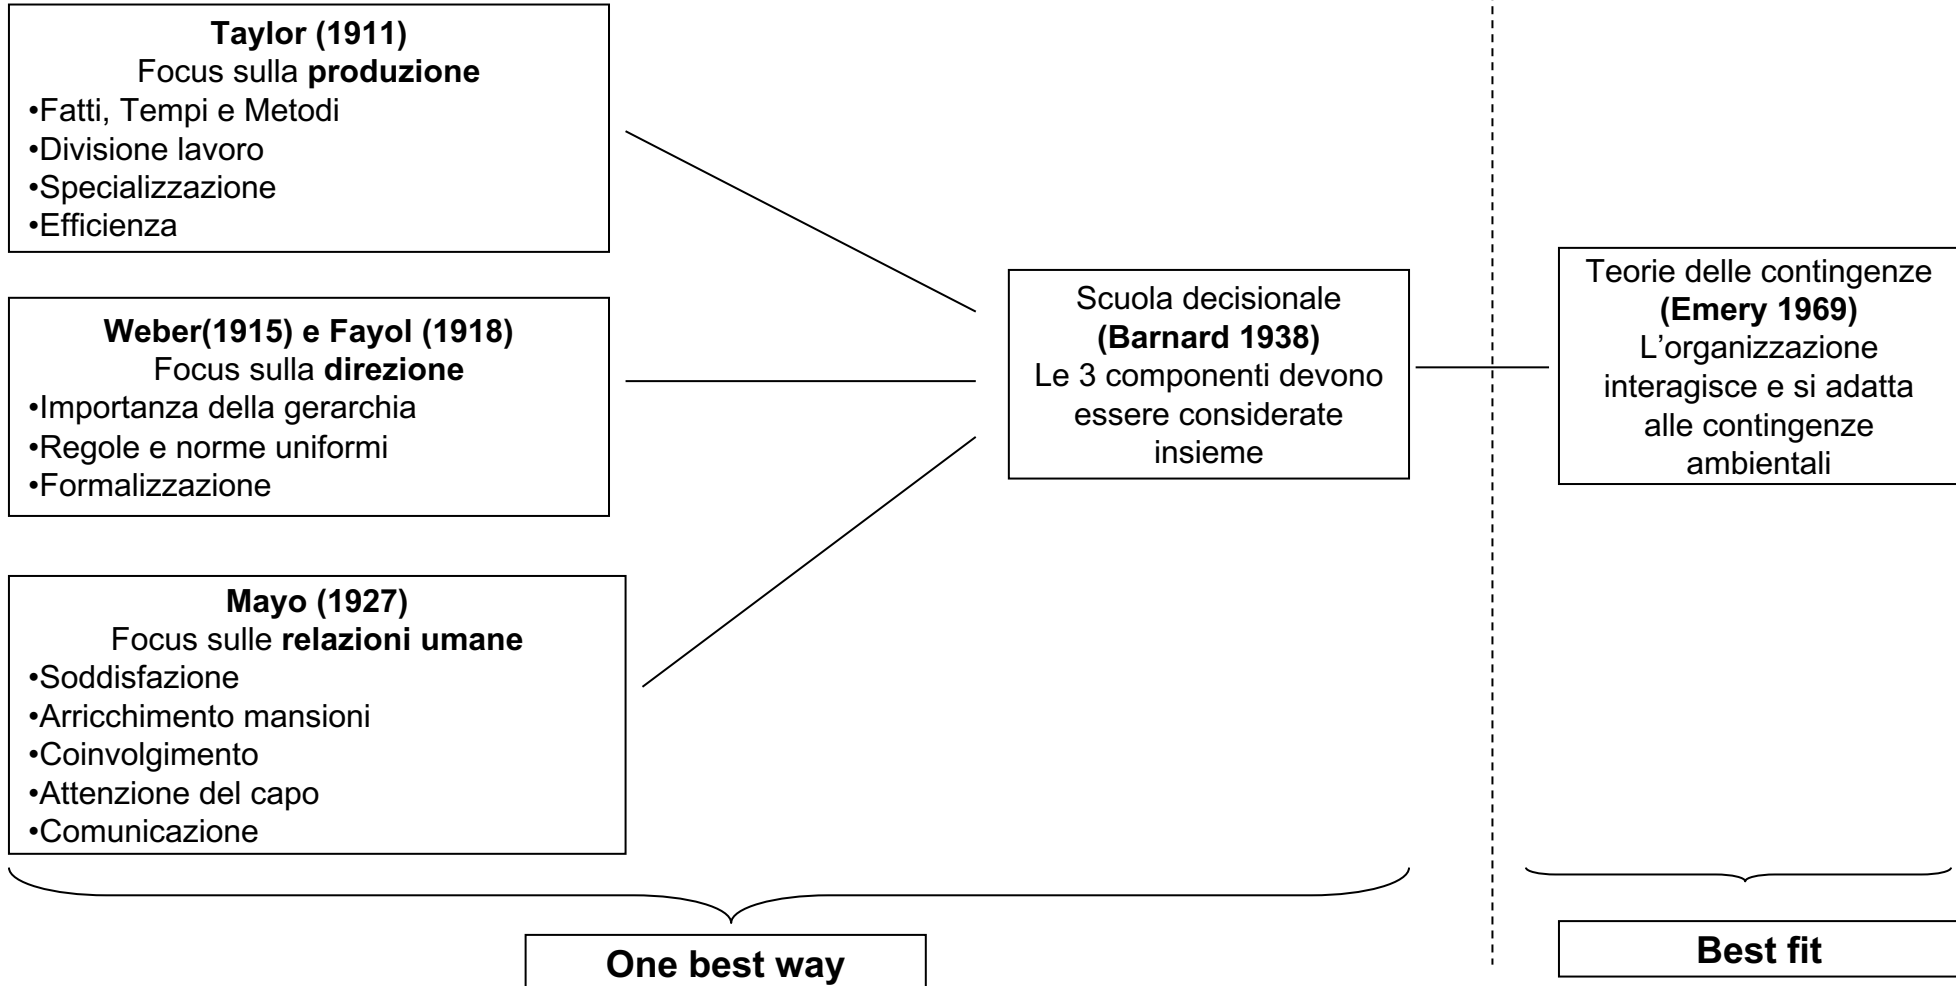 Taylor (1911)
Focus sulla produzione
•Fatti, Tempi e Metodi
•Divisione lavoro
•Specializzazione
•Efficienza
Weber(1915) e Fayol (1918)
Focus sulla direzione
•Importanza della gerarchia
•Regole e norme uniformi
•Formalizzazione
Mayo (1927)
Focus sulle relazioni umane
•Soddisfazione
•Arricchimento mansioni
•Coinvolgimento
•Attenzione del capo
•Comunicazione
Scuola decisionale
(Barnard 1938)
Le 3 componenti devono
essere considerate
insieme
Teorie delle contingenze
(Emery 1969)
L’organizzazione
interagisce e si adatta
alle contingenze
ambientali
One best way
Best fit